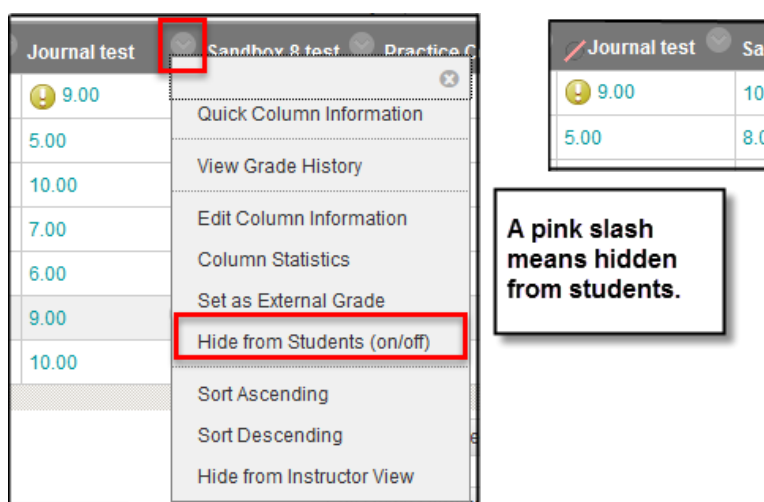 Journal test
Sandbox 8 test
Practice
9.00
5.00
10.00
7.00
6.00
9.00
10.00
Quick Column Information
View Grade History
Edit Column Information
Column Statistics
Set as External Grade
Hide from Students (on/off)
Sort Ascending
Sort Descending
Hide from Instructor View
Journal test
9.00
5.00
A pink slash
means hidden
from students.